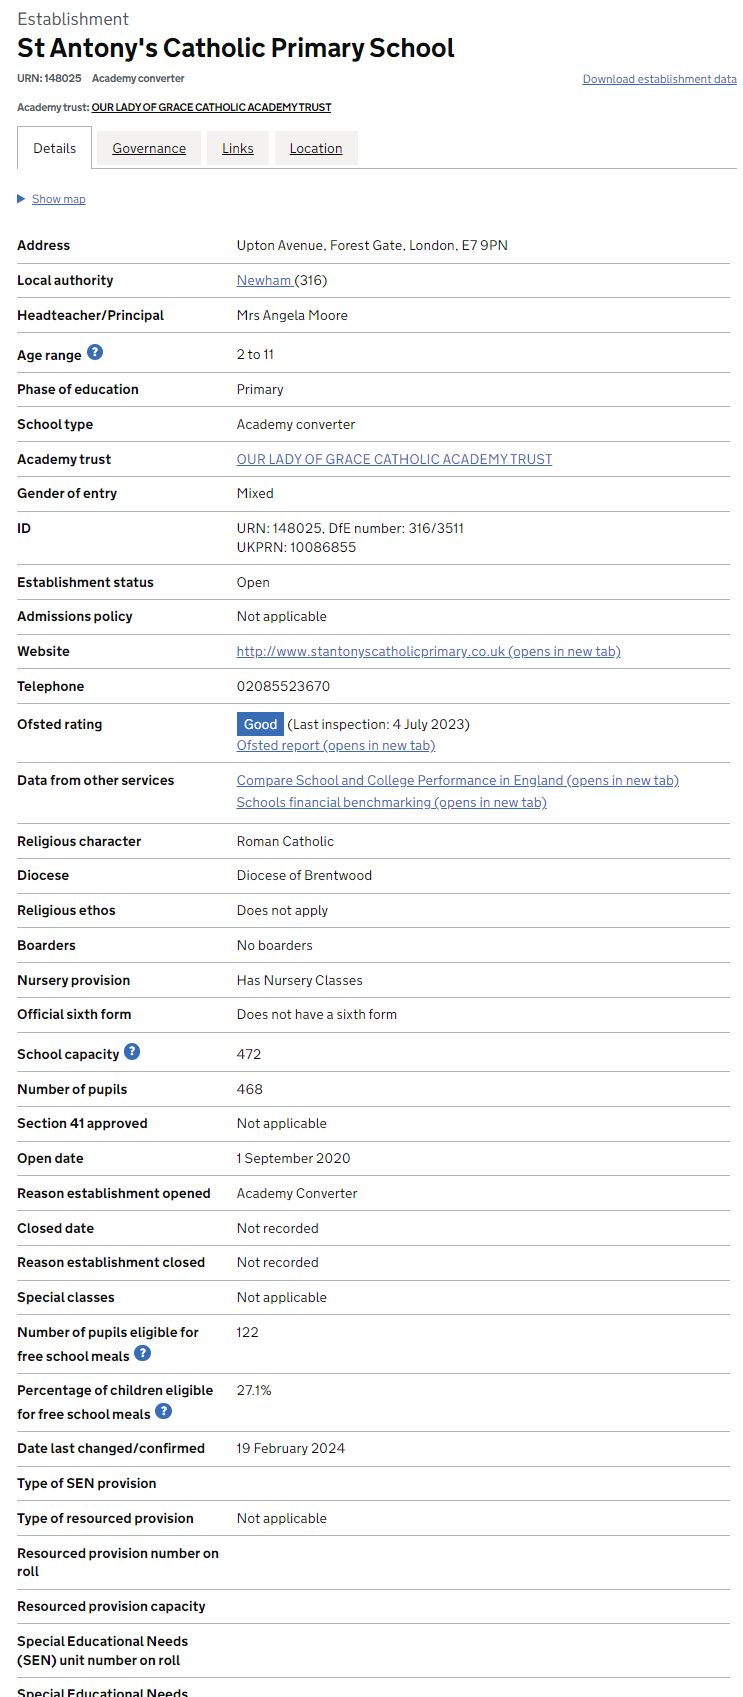 Establishment
St Antony's Catholic Primary School
URN: 148025 Academy converter
Download establishment data
Academy trust: OUR LADY OF GRACE CATHOLIC ACADEMY TRUST
Details Governance Links Location
Show map
Address Upton Avenue, Forest Gate, London, E7 9PN
Local authority Newham (316)
Headteacher/Principal Mrs Angela Moore
Age range ? 2 to 11
Phase of education Primary
School type Academy converter
Academy trust OUR LADY OF GRACE CATHOLIC ACADEMY TRUST
Gender of entry Mixed
ID URN: 148025, DfE number: 316/3511
UKPRN: 10086855
Establishment status Open
Admissions policy Not applicable
Website http://www.stantonyscatholicprimary.co.uk (opens in new tab)
Telephone 02085523670
Ofsted rating Good (Last inspection: 4 July 2023)
Ofsted report (opens in new tab)
Data from other services Compare School and College Performance in England (opens in new tab)
Schools financial benchmarking (opens in new tab)
Religious character Roman Catholic
Diocese Diocese of Brentwood
Religious ethos Does not apply
Boarders No boarders
Nursery provision Has Nursery Classes
Official sixth form Does not have a sixth form
School capacity ? 472
Number of pupils 468
Section 41 approved Not applicable
Open date 1 September 2020
Reason establishment opened Academy Converter
Closed date Not recorded
Reason establishment closed Not recorded
Special classes Not applicable
Number of pupils eligible for 122
free school meals ?
Percentage of children eligible 27.1%
for free school meals ?
Date last changed/confirmed 19 February 2024
Type of SEN provision
Type of resourced provision Not applicable
Resourced provision number on
roll
Resourced provision capacity
Special Educational Needs
(SEN) unit number on roll
Special Educational Needs